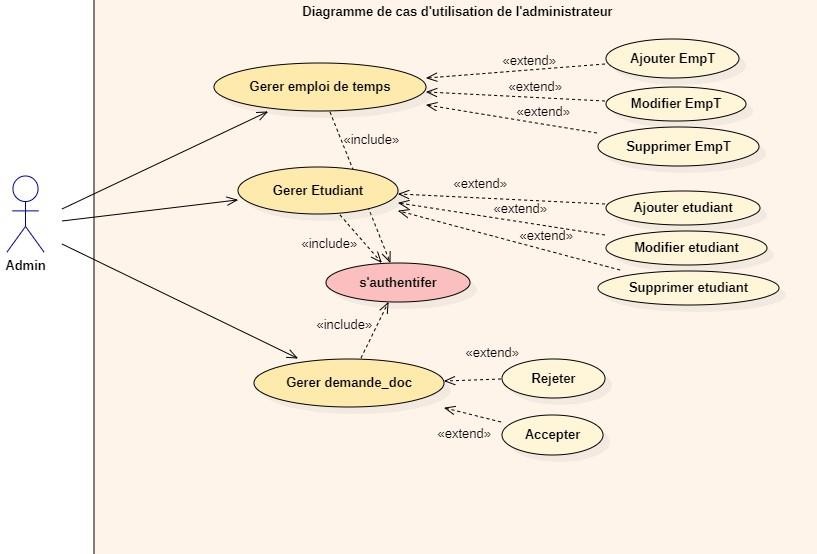 Diagramme de cas d'utilisation de l'administrateur
Gerer emploi de temps
«extend»
Ajouter EmpT
«extend»
Modifier EmpT
«extend»
Supprimer EmpT
«include»
Gerer Etudiant
«extend»
Ajouter etudiant
«extend»
Modifier etudiant
«extend»
Supprimer etudiant
«include»
Admin
s'authentifer
«include»
Gerer demande_doc
«extend»
Rejeter
«extend»
Accepter